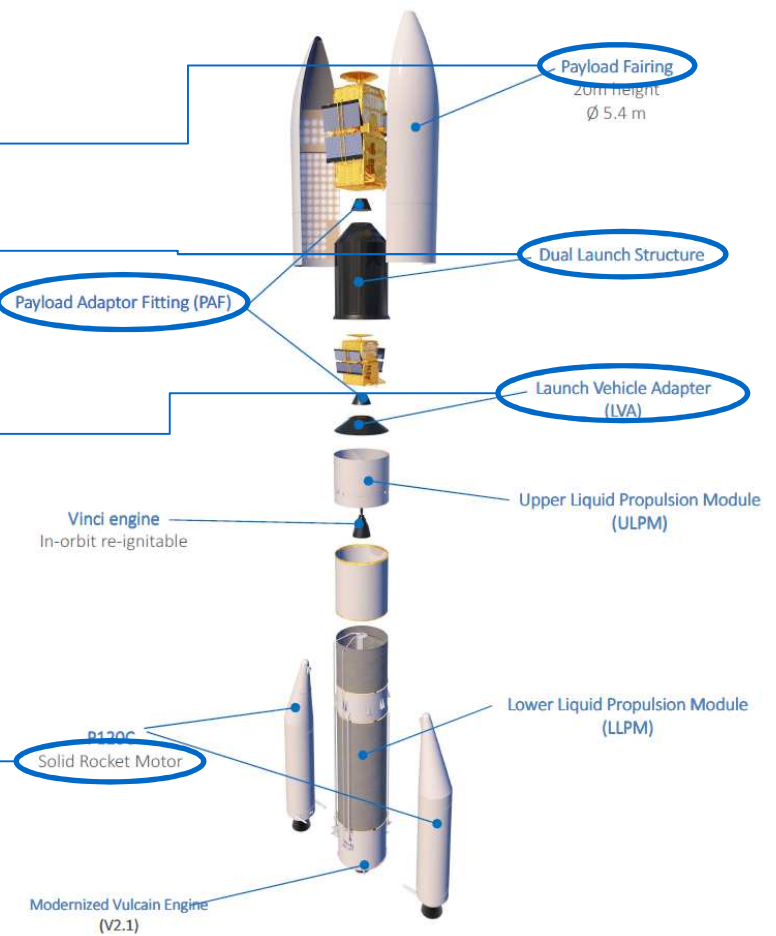 Payload Fairing
20m height
Ø 5.4 m
Dual Launch Structure
Payload Adaptor Fitting (PAF)
Launch Vehicle Adapter
(LVA)
Upper Liquid Propulsion Module
(ULPM)
Vinci engine
In-orbit re-ignitable
Lower Liquid Propulsion Module
(LLPM)
P120C
Solid Rocket Motor
Modernized Vulcain Engine
(V2.1)